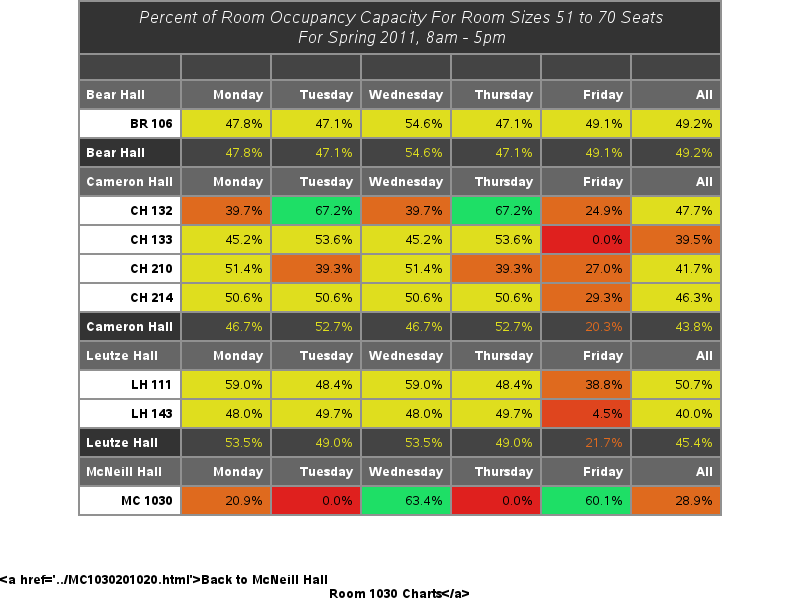 Percent of Room Occupancy Capacity For Room Sizes 51 to 70 Seats
For Spring 2011, 8am - 5pm
Bear Hall Monday Tuesday Wednesday Thursday Friday All
BR 106 47.8% 47.1% 54.6% 47.1% 49.1% 49.2%
Bear Hall 47.8% 47.1% 54.6% 47.1% 49.1% 49.2%
Cameron Hall Monday Tuesday Wednesday Thursday Friday All
CH 132 39.7% 67.2% 39.7% 67.2% 24.9% 47.7%
CH 133 45.2% 53.6% 45.2% 53.6% 0.0% 39.5%
CH 210 51.4% 39.3% 51.4% 39.3% 27.0% 41.7%
CH 214 50.6% 50.6% 50.6% 50.6% 29.3% 46.3%
Cameron Hall 46.7% 52.7% 46.7% 52.7% 20.3% 43.8%
Leutze Hall Monday Tuesday Wednesday Thursday Friday All
LH 111 59.0% 48.4% 59.0% 48.4% 38.8% 50.7%
LH 143 48.0% 49.7% 48.0% 49.7% 4.5% 40.0%
Leutze Hall 53.5% 49.0% 53.5% 49.0% 21.7% 45.4%
McNeill Hall Monday Tuesday Wednesday Thursday Friday All
MC 1030 20.9% 0.0% 63.4% 0.0% 60.1% 28.9%
<a href='../MC1030201020.html'>Back to McNeill Hall
Room 1030 Charts</a>